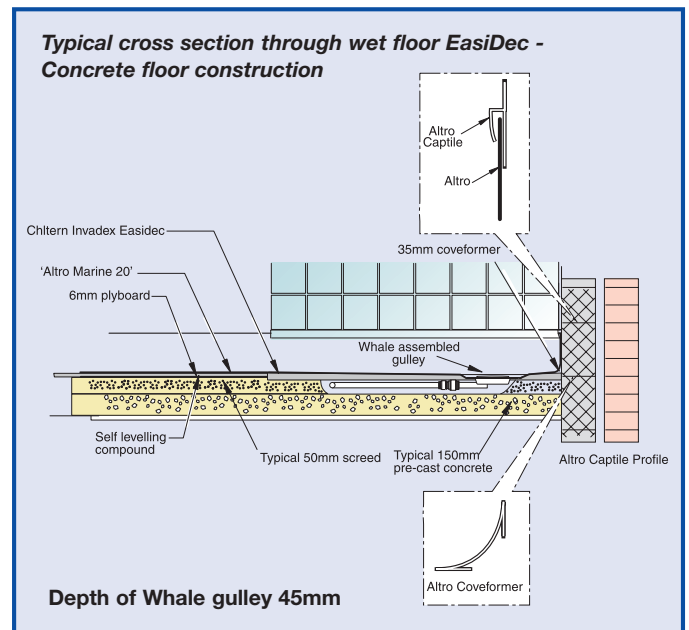 Typical cross section through wet floor EasiDec -
Concrete floor construction
Altro
Captile
Altro
Chltern Invadex Easidec
35mm coveformer
'Altro Marine 20'
6mm plyboard
Whale assembled
gulley
Self levelling
compound
Typical 50mm screed
Typical 150mm
pre-cast concrete
Altro Captile Profile
Altro Coveformer
Depth of Whale gulley 45mm